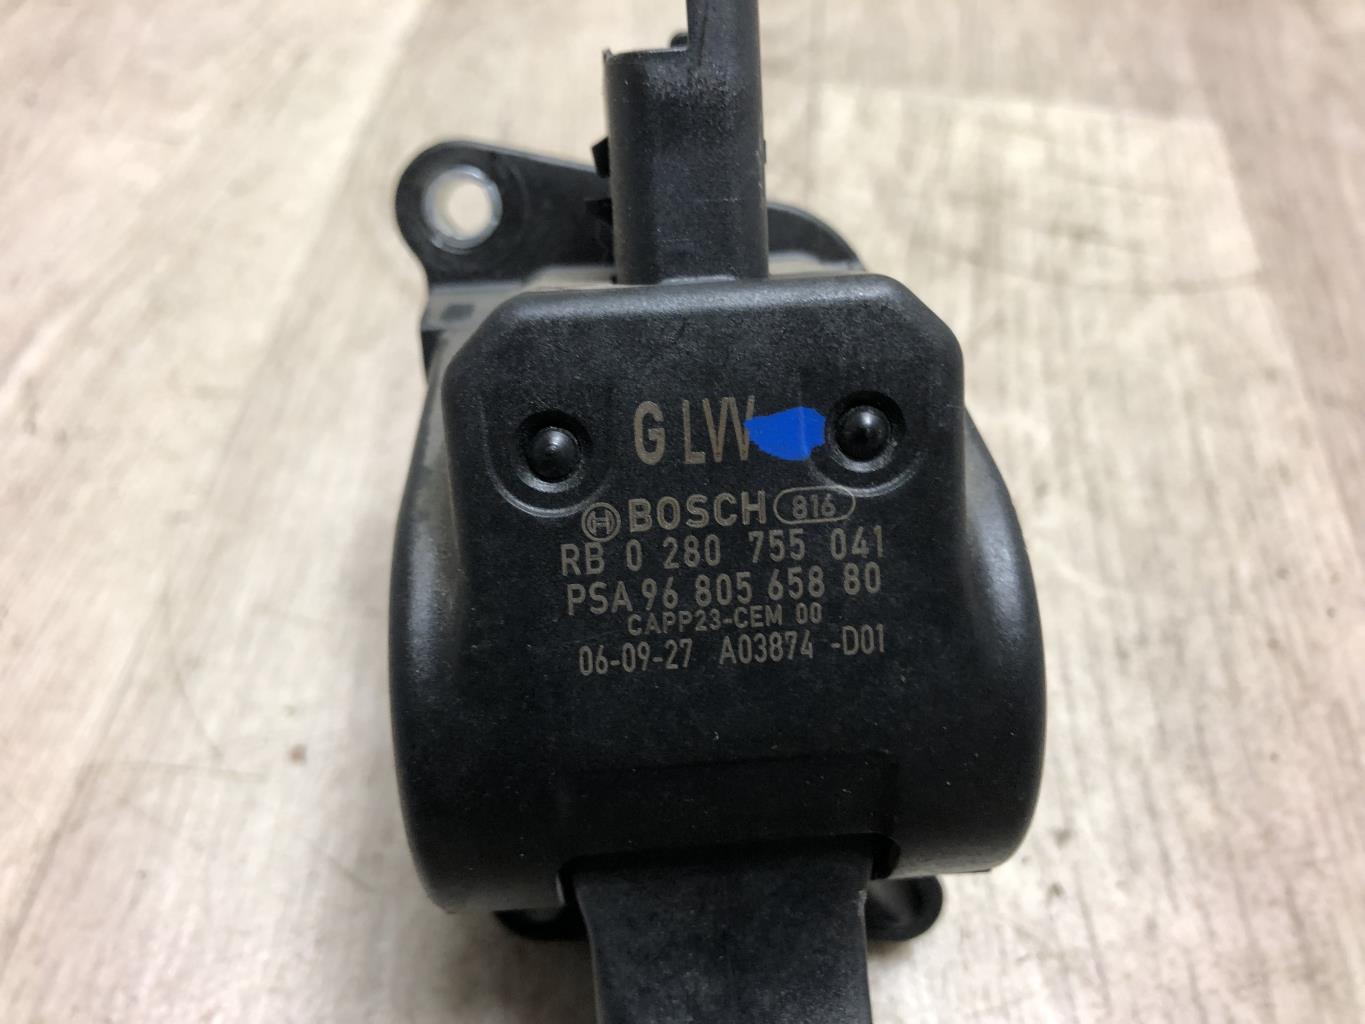 G LVV
BOSCH 816
RB 0 280 755 041
PSA 96 805 658 80
CAPP23-CEM 00
06-09-27 A03874 -D01